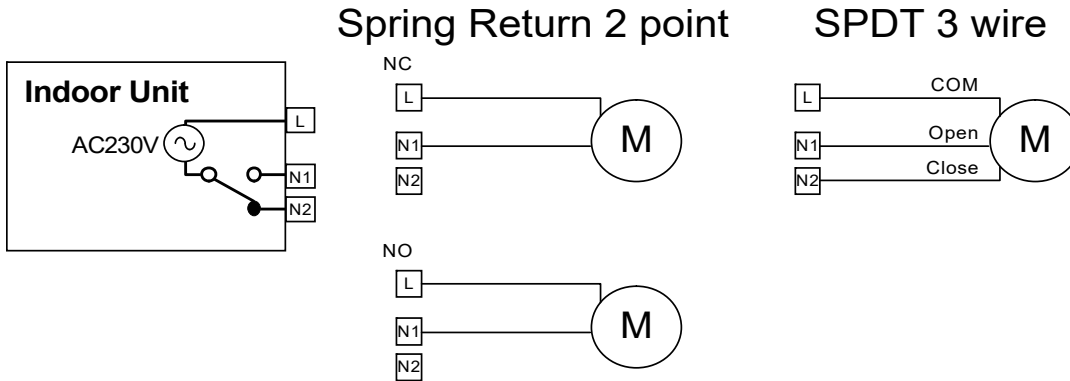 Spring Return 2 point
SPDT 3 wire
Indoor Unit
AC230V
L
N1
N2
NC
L
N1
N2
M
NO
L
N1
N2
M
L
N1
N2
COM
Open
Close
M